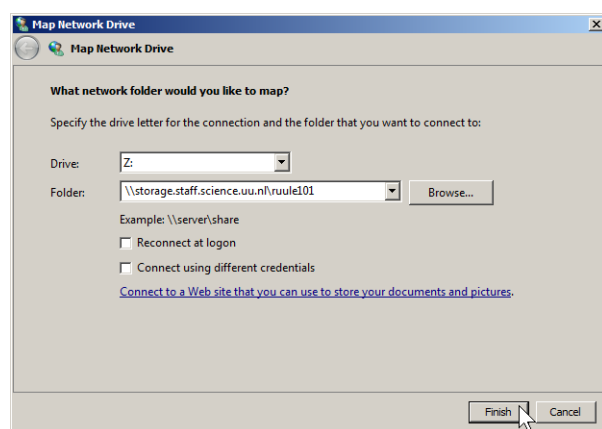 Map Network Drive
Map Network Drive
What network folder would you like to map?
Specify the drive letter for the connection and the folder that you want to connect to:
Drive: Z:
Folder: \\storage.staff.science.uu.nl\ruule101 Browse...
Example: \\server\share
Reconnect at logon
Connect using different credentials
Connect to a Web site that you can use to store your documents and pictures.
Finish Cancel